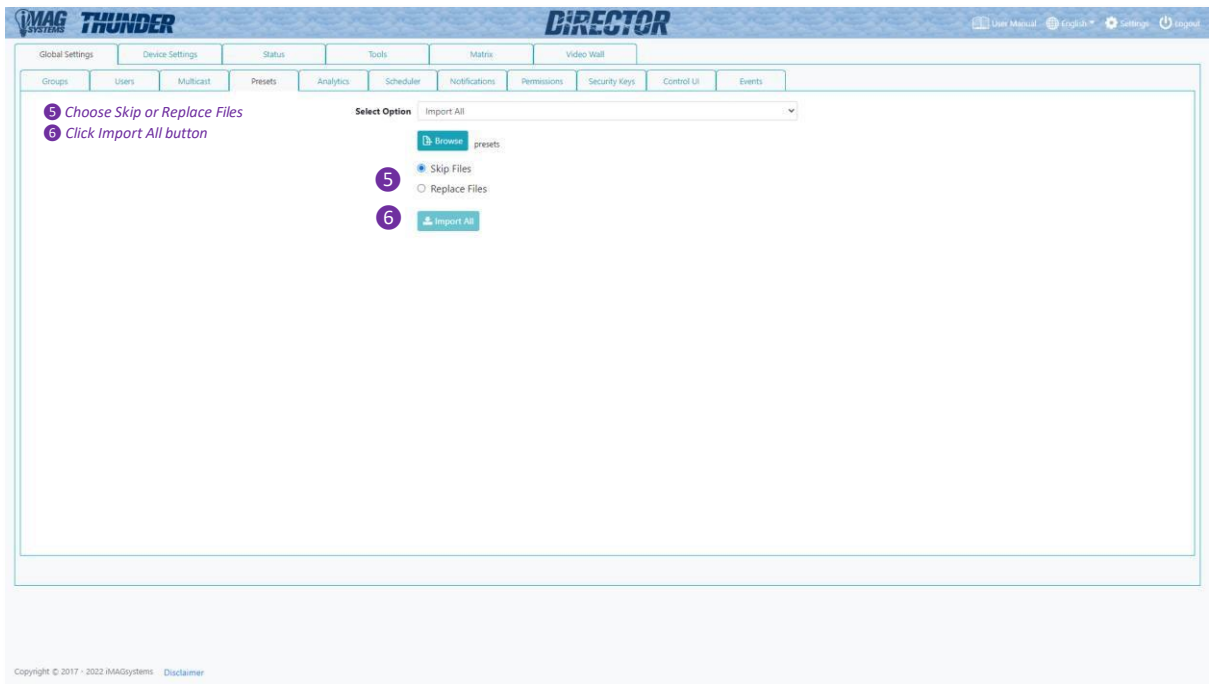 iMAG SYSTEMS THUNDER DiRECTOR User Manual English Settings Logout
Global Settings Device Settings Status Tools Matrix Video Wall
Groups Users Multicast Presets Analytics Scheduler Notifications Permissions Security Keys Control UI Events
5 Choose Skip or Replace Files
6 Click Import All button
Select Option Import All
Browse presets
5 Skip Files
Replace Files
6 Import All
Copyright © 2017 - 2022 iMAGsystems Disclaimer